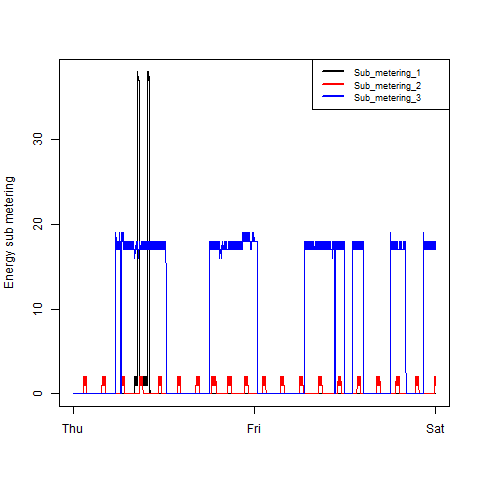 Sub_metering_1
Sub_metering_2
Sub_metering_3
Energy sub metering
30
20
10
0
Thu Fri Sat